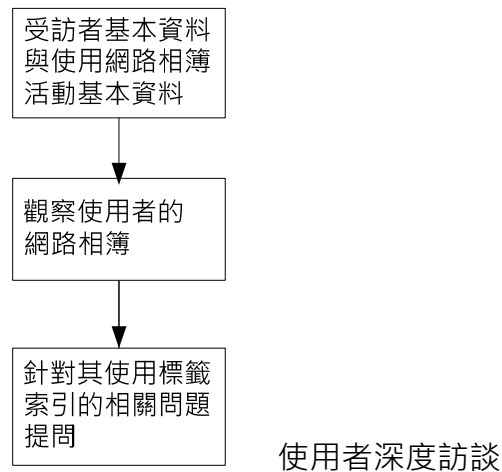 受訪者基本資料
與使用網路相簿
活動基本資料
觀察使用者的
網路相簿
針對其使用標籤
索引的相關問題
提問
使用者深度訪談